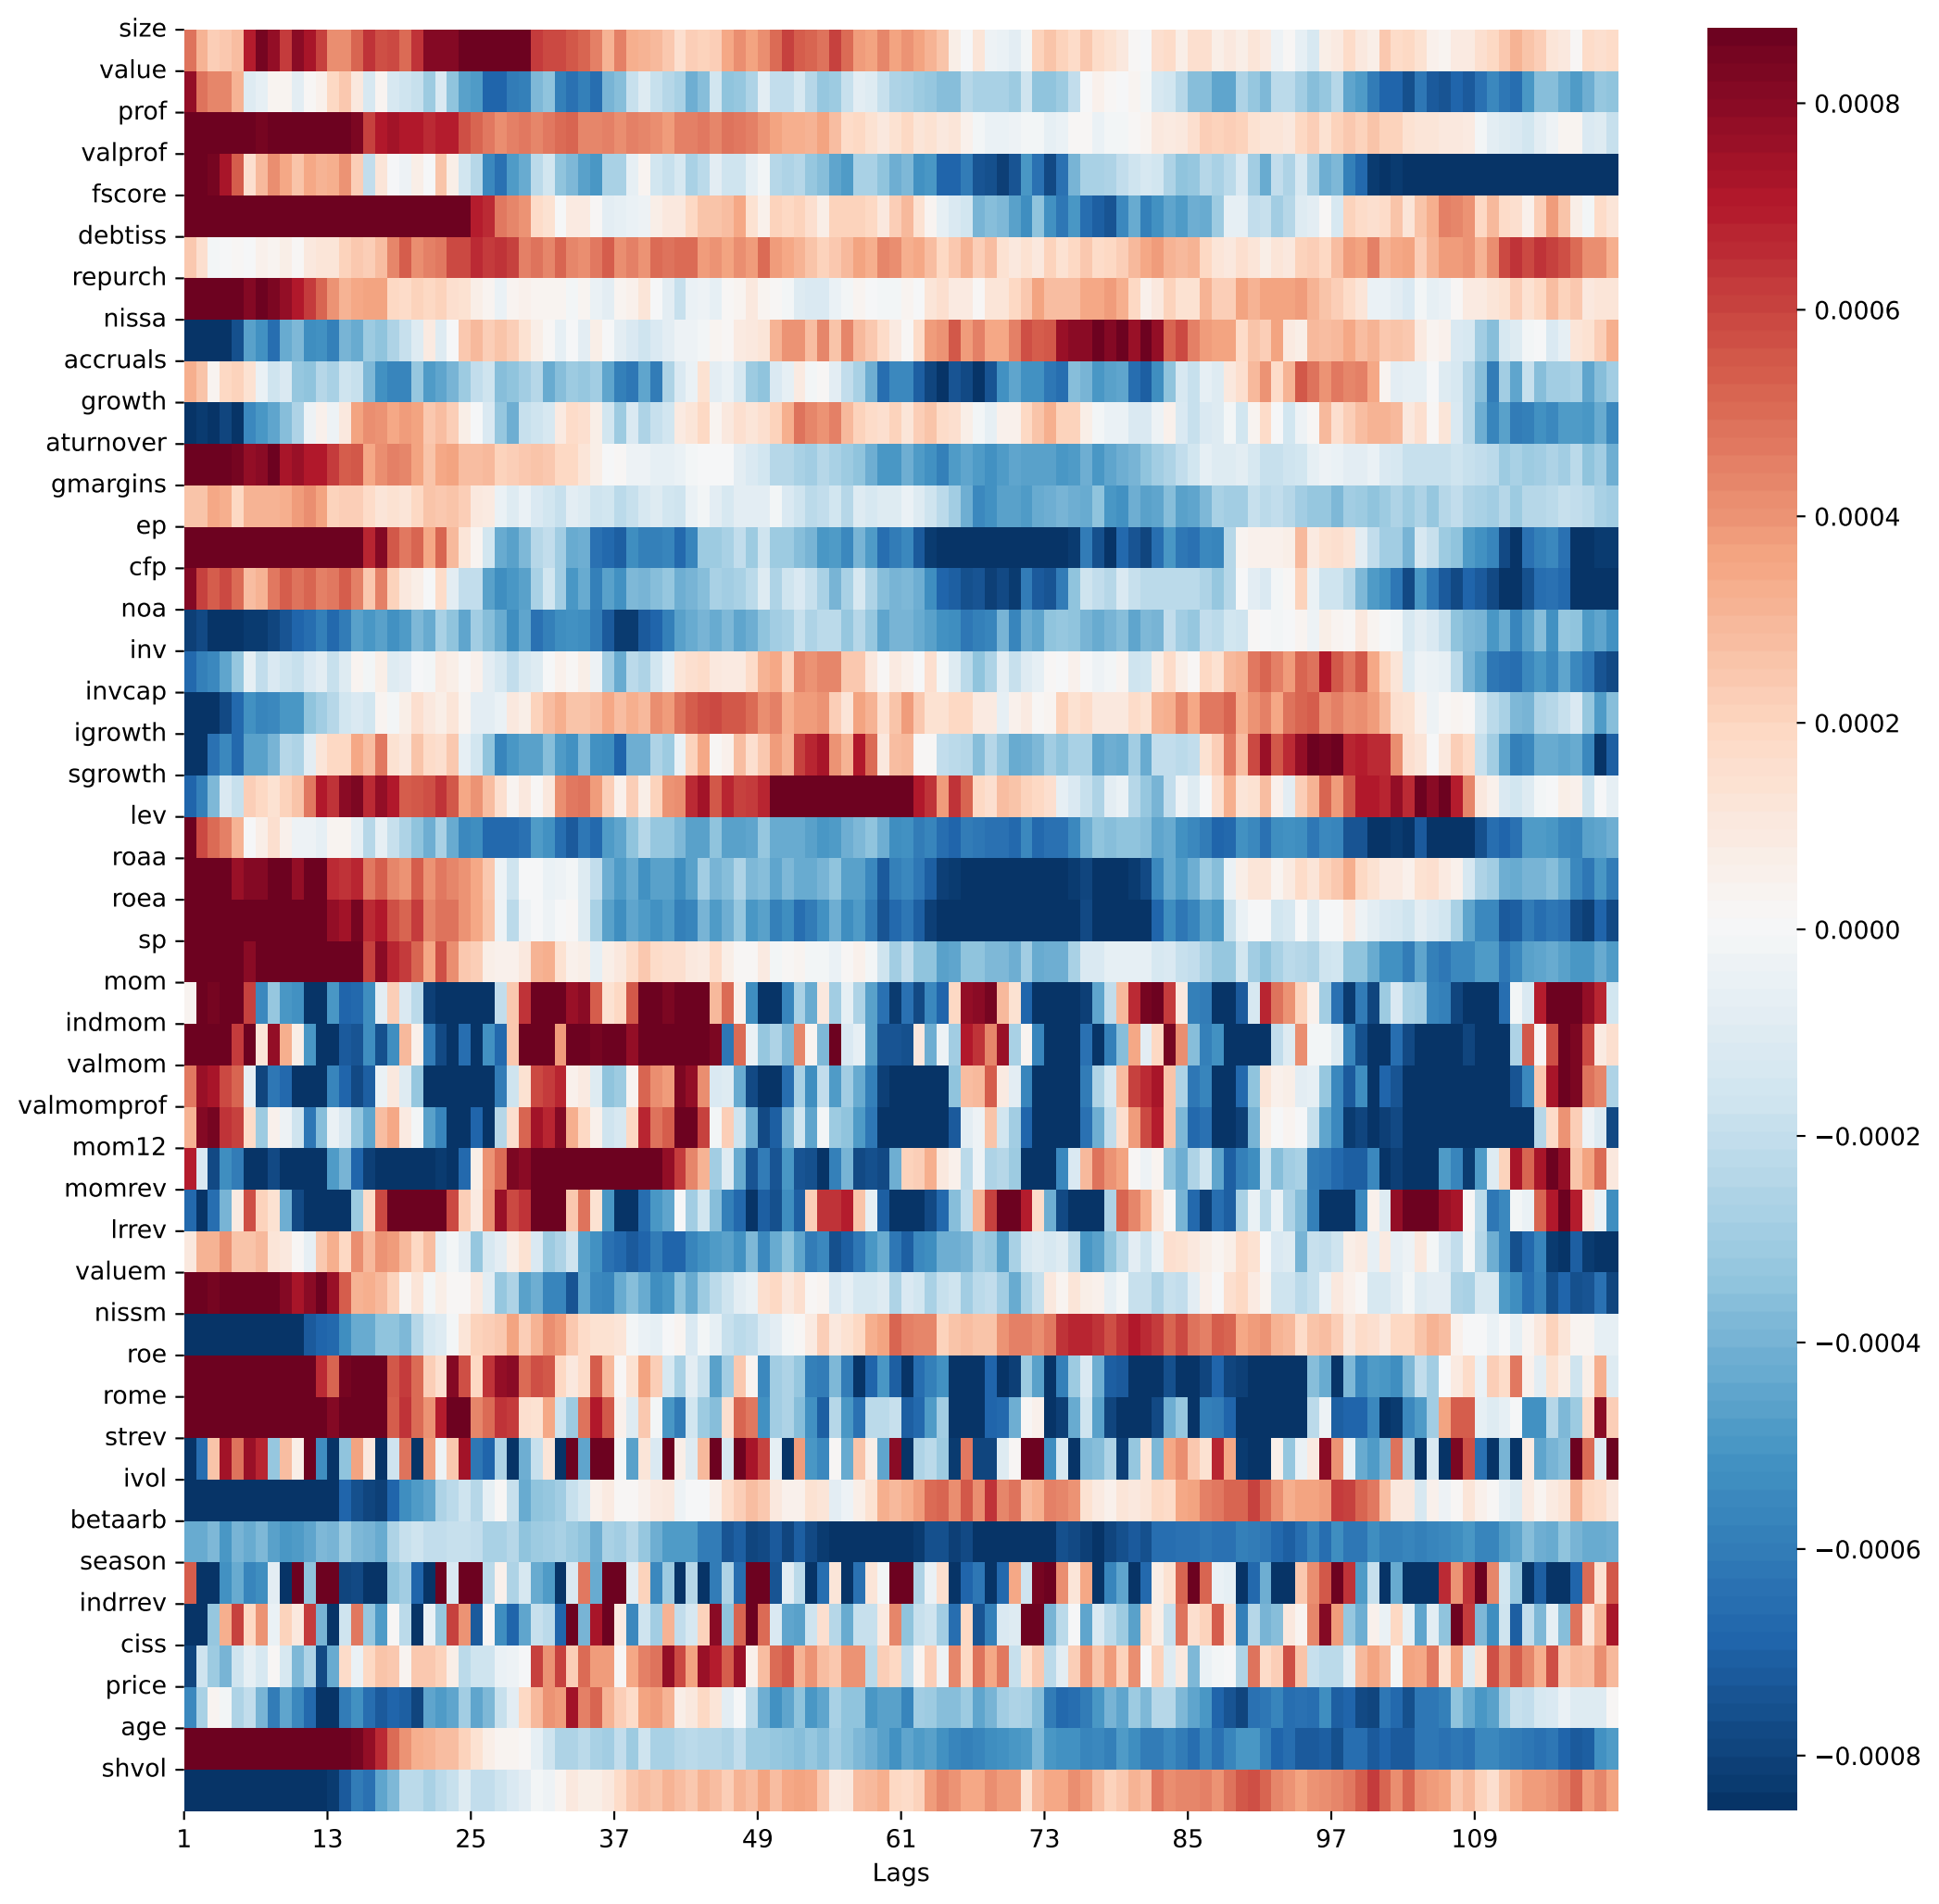 size
value
prof
valprof
fscore
debtiss
repurch
nissa
accruals
growth
aturnover
gmargins
ep
cfp
noa
inv
invcap
igrowth
sgrowth
lev
roaa
roea
sp
mom
indmom
valmom
valmomprof
mom12
momrev
lrrev
valuem
nissm
roe
rome
strev
ivol
betaarb
season
indrrev
ciss
price
age
shvol
1 13 25 37 49 61 73 85 97 109
Lags
0.0008
0.0006
0.0004
0.0002
0.0000
−0.0002
−0.0004
−0.0006
−0.0008